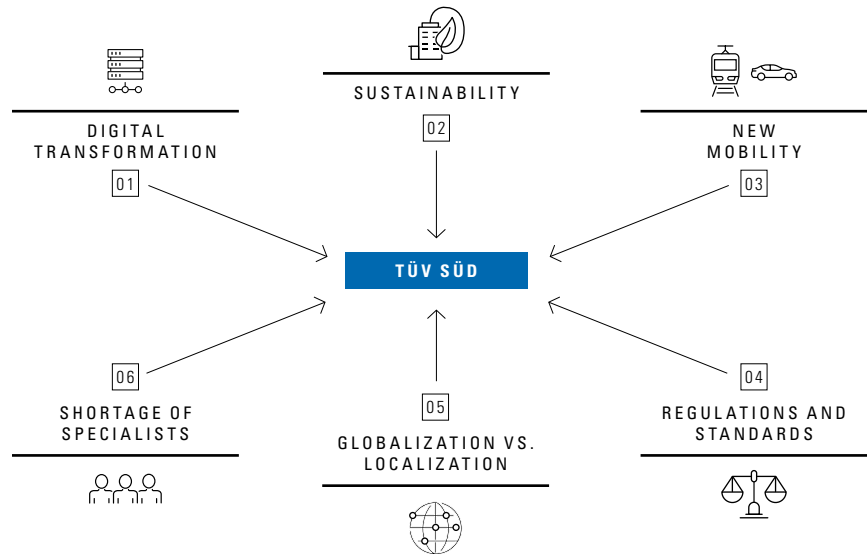 DIGITAL
TRANSFORMATION
01
SUSTAINABILITY
02
NEW
MOBILITY
03
TÜV SÜD
06
SHORTAGE OF
SPECIALISTS
05
GLOBALIZATION VS.
LOCALIZATION
04
REGULATIONS AND
STANDARDS